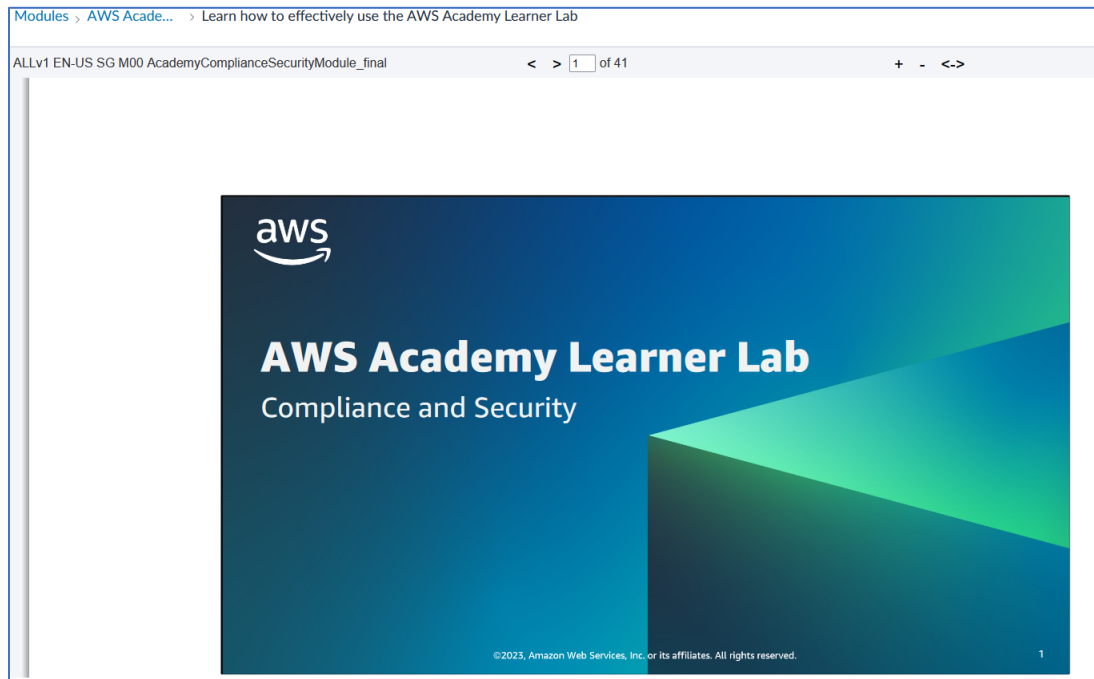 Modules > AWS Acade... > Learn how to effectively use the AWS Academy Learner Lab
ALLv1 EN-US SG M00 AcademyComplianceSecurityModule_final < > 1 of 41 + - <->
aws
AWS Academy Learner Lab
Compliance and Security
©2023, Amazon Web Services, Inc. or its affiliates. All rights reserved. 1